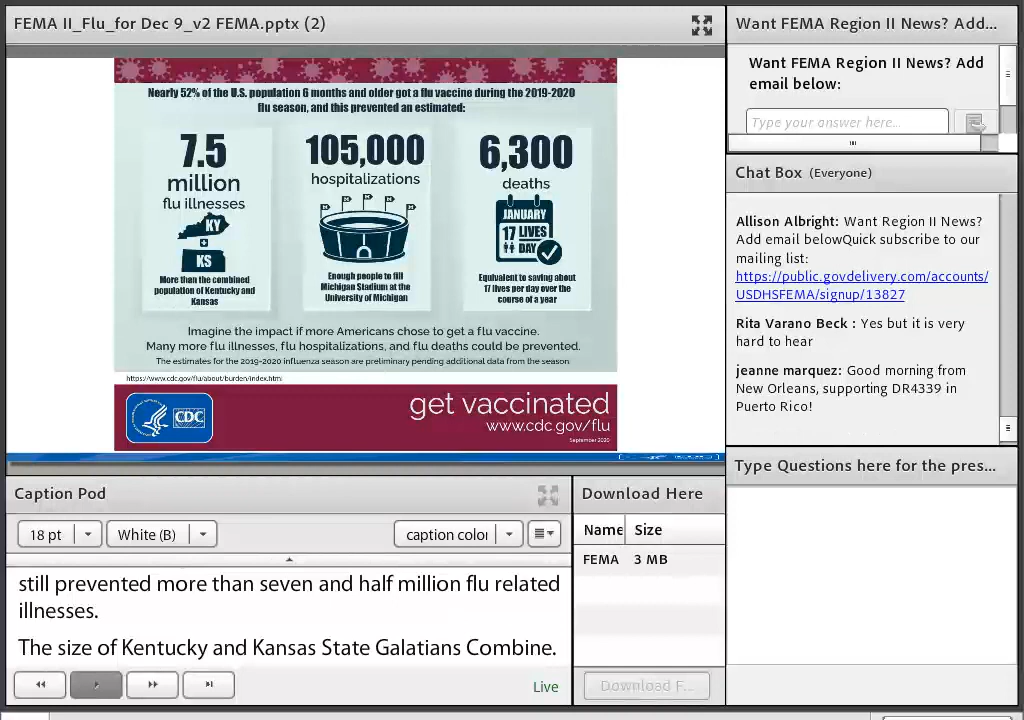 FEMA II_Flu_for Dec 9_v2 FEMA.pptx (2)
Nearly 52% of the U.S. population 6 months and older got a flu vaccine during the 2019-2020
flu season, and this prevented an estimated:
7.5
million
flu illnesses
KY
+
KS
More than the combined
population of Kentucky and
Kansas
105,000
hospitalizations
Enough people to fill
Michigan Stadium at the
University of Michigan
6,300
deaths
JANUARY
17 LIVES
DAY
Equivalent to saving about
17 lives per day over the
course of a year
Imagine the impact if more Americans chose to get a flu vaccine.
Many more flu illnesses, flu hospitalizations, and flu deaths could be prevented.
The estimates for the 2019-2020 influenza season are preliminary pending additional data from the season
https://www.cdc.gov/flu/about/burden/index.html
CDC
get vaccinated
www.cdc.gov/flu
September 2020
Want FEMA Region II News? Add...
Want FEMA Region II News? Add
email below:
Type your answer here...
Chat Box (Everyone)
Allison Albright: Want Region II News?
Add email belowQuick subscribe to our
mailing list:
https://public.govdelivery.com/accounts/
USDHSFEMA/signup/13827
Rita Varano Beck : Yes but it is very
hard to hear
jeanne marquez: Good morning from
New Orleans, supporting DR4339 in
Puerto Rico!
Type Questions here for the pres...
Caption Pod
18 pt
White (B)
caption color
still prevented more than seven and half million flu related
illnesses.
The size of Kentucky and Kansas State Galatians Combine.
Live
Download Here
Name Size
FEMA 3 MB
Download F...